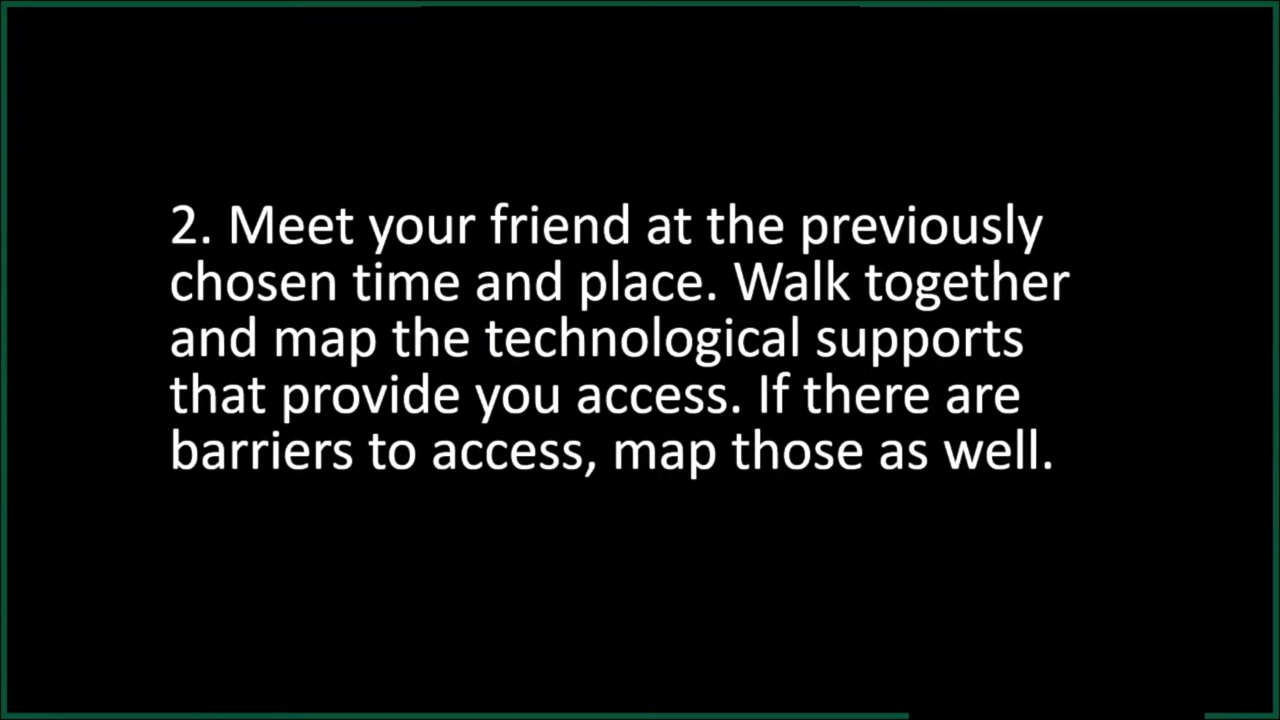 2. Meet your friend at the previously
chosen time and place. Walk together
and map the technological supports
that provide you access. If there are
barriers to access, map those as well.